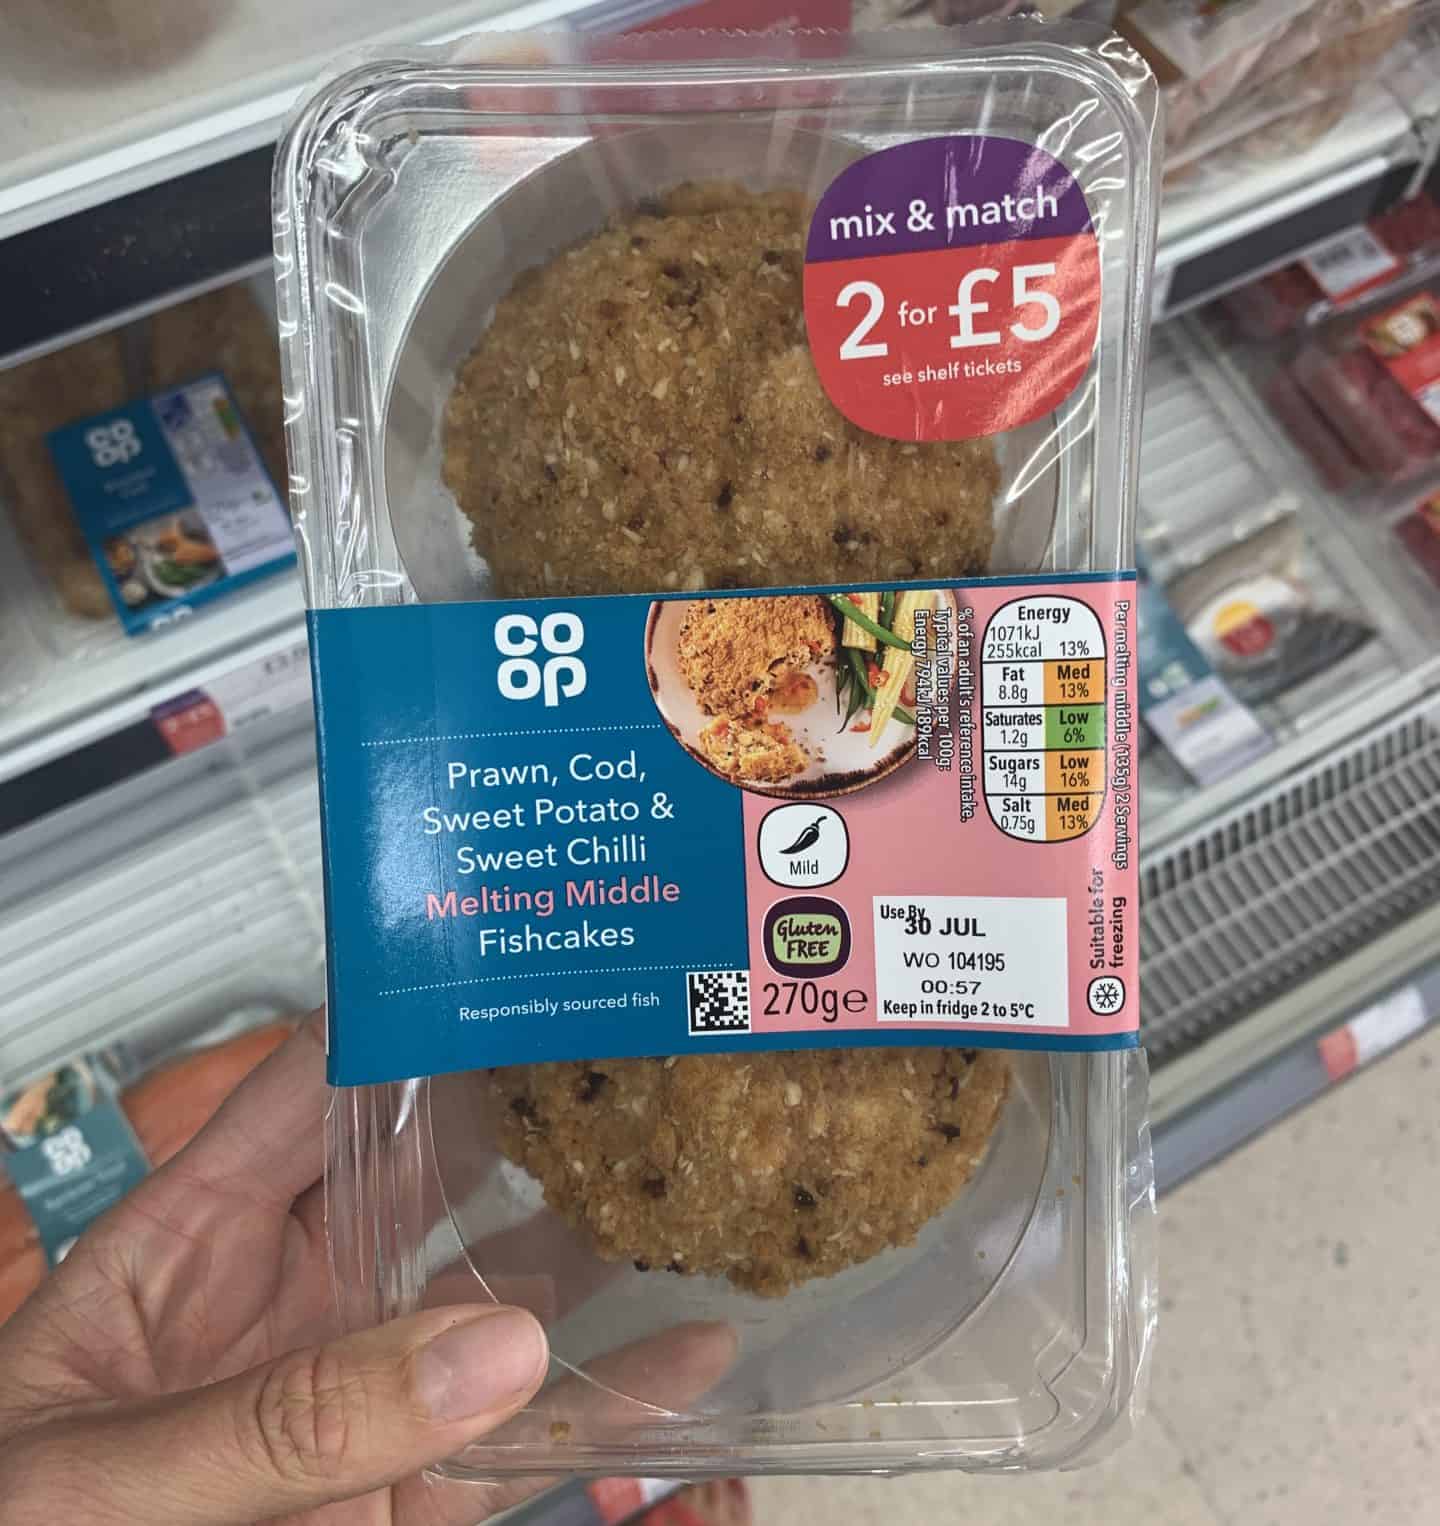 mix & match
2 for £5
see shelf tickets
CO
OP
Prawn, Cod,
Sweet Potato &
Sweet Chilli
Melting Middle
Fishcakes
Responsibly sourced fish
% of an adult's reference intake.
Typical values per 100g:
Energy 794kJ/189kcal
Energy
1071kJ
255kcal 13%
Fat Med
8.8g 13%
Saturates Low
1.2g 6%
Sugars Low
14g 16%
Salt Med
0.75g 13%
Per melting middle (135g) 2 Servings
Mild
Gluten
FREE
270g℮
Use By
30 JUL
WO 104195
00:57
Keep in fridge 2 to 5°C
Suitable for
freezing
CO
OP
CO
OP